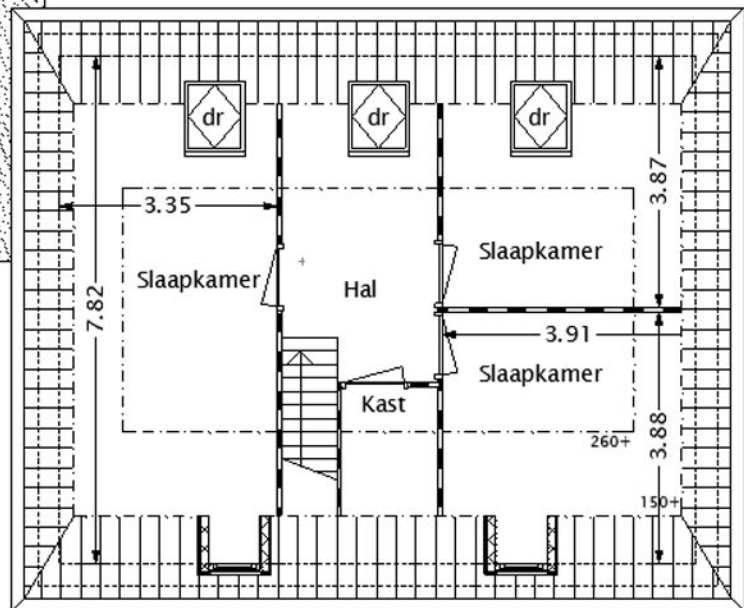 dr
dr
dr
3.87
3.35
Slaapkamer
Slaapkamer
Hal
7.82
3.91
Slaapkamer
Kast
3.88
260+
150+